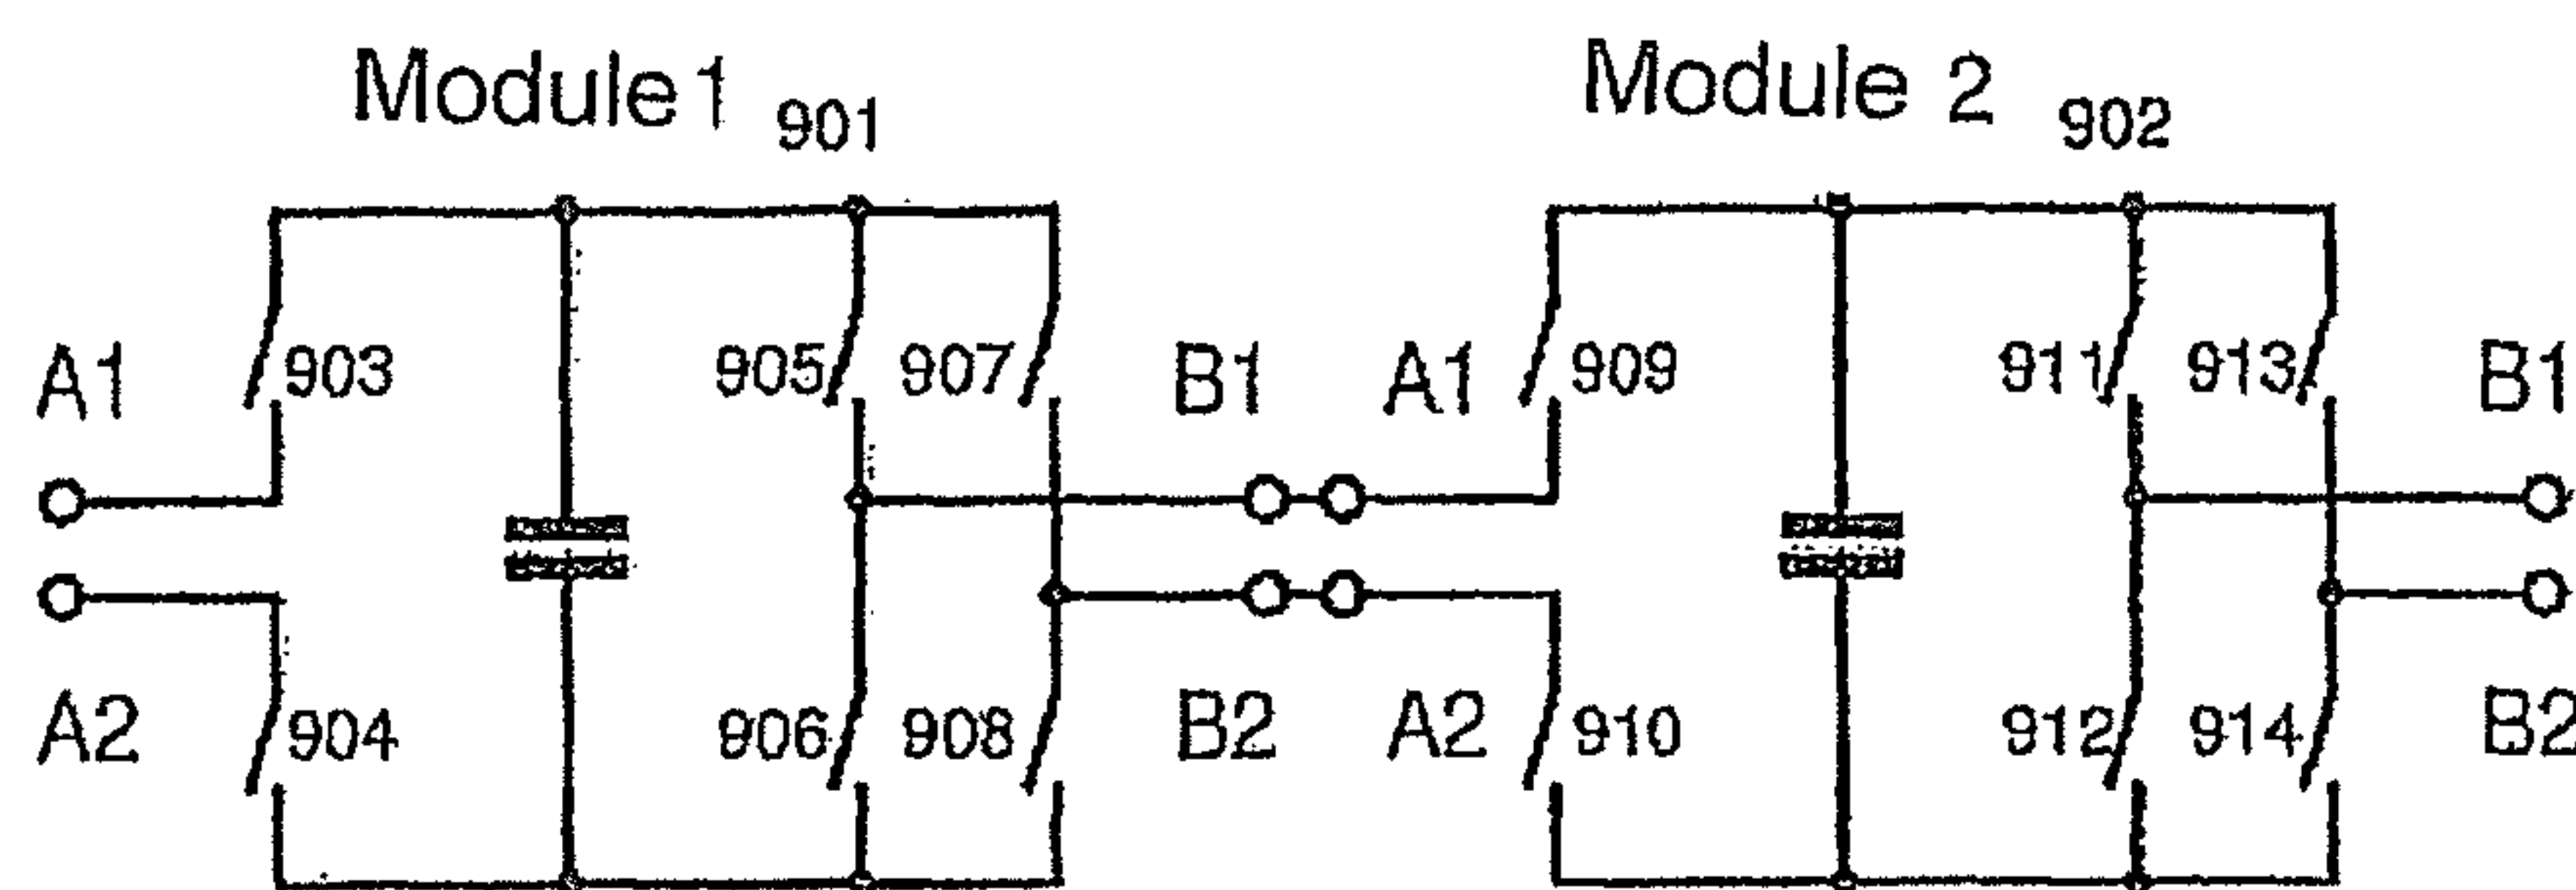 Module 1 901
Module 2 902
A1 903 905 907 B1 A1 909 911 913 B1
A2 904 906 908 B2 A2 910 912 914 B2